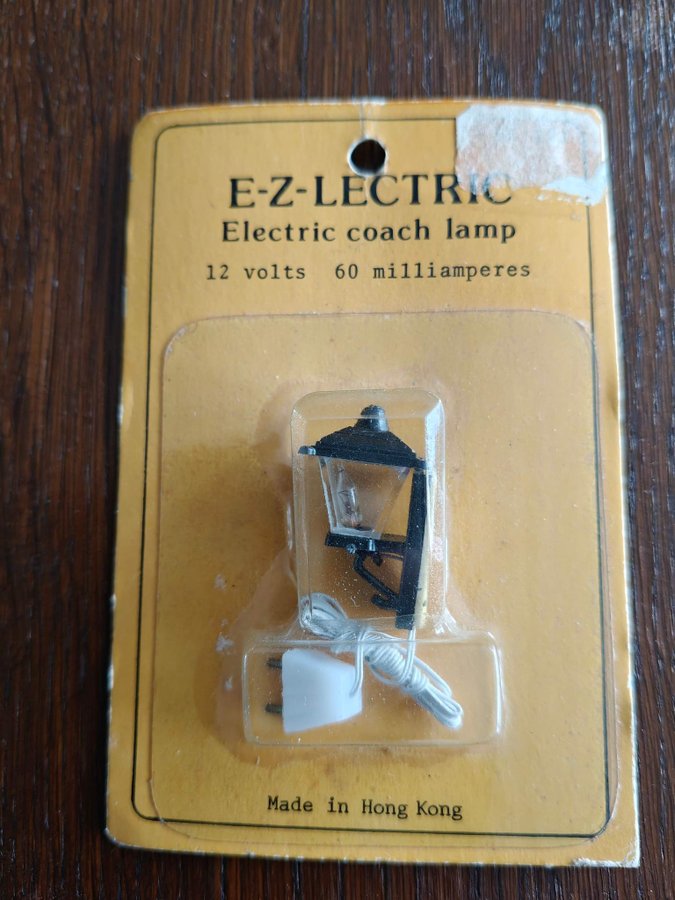 E-Z-LECTRIC
Electric coach lamp
12 volts 60 milliamperes
Made in Hong Kong